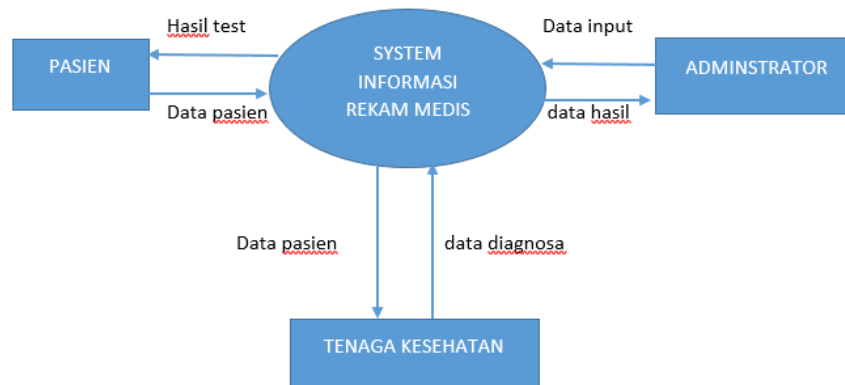 Hasil test
PASIEN
Data pasien
SYSTEM
INFORMASI
REKAM MEDIS
Data input
ADMINSTRATOR
data hasil
Data pasien
data diagnosa
TENAGA KESEHATAN